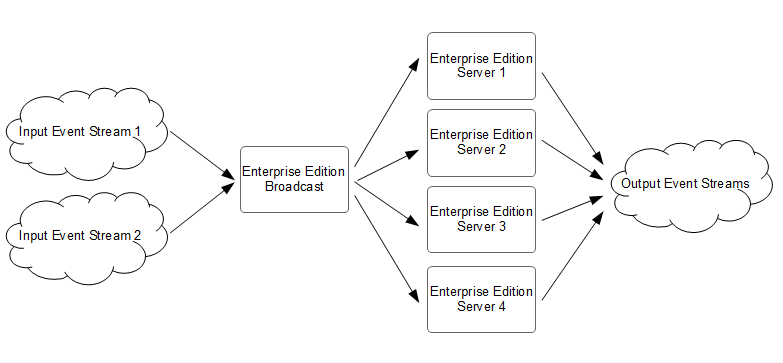 Input Event Stream 1
Input Event Stream 2
Enterprise Edition
Broadcast
Enterprise Edition
Server 1
Enterprise Edition
Server 2
Enterprise Edition
Server 3
Enterprise Edition
Server 4
Output Event Streams